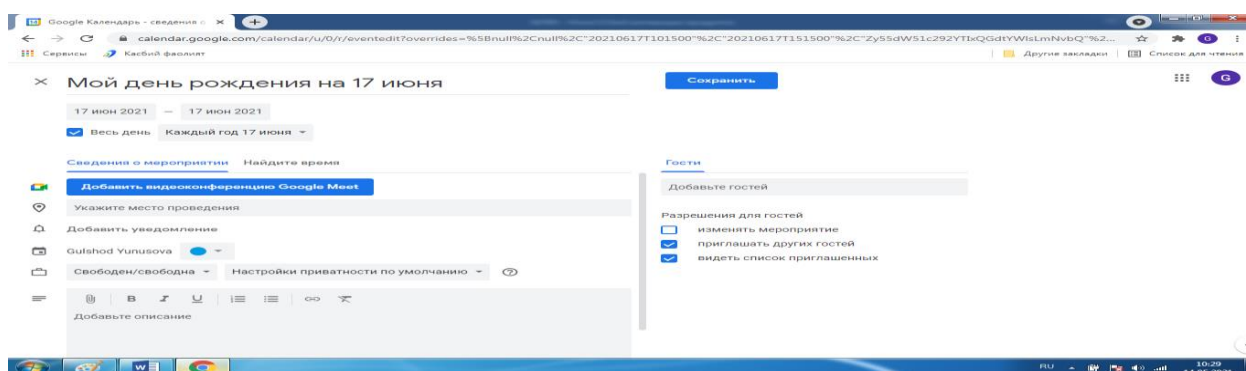 Google Календарь - сведения о
calendar.google.com/calendar/u/0/r/eventedit?overrides=%5Bnull%2Cnull%2C"20210617T101500"%2C"20210617T151500"%2C"
Сервисы Касбий фаолият Другие закладки Список для чтения
Мой день рождения на 17 июня Сохранить
G
17 июн 2021 — 17 июн 2021
Весь день Каждый год 17 июня
Сведения о мероприятии Найдите время Гости
Добавить видеоконференцию Google Meet Добавьте гостей
Укажите место проведения
Разрешения для гостей
Добавить уведомление изменять мероприятие
приглашать других гостей
Gulshod Yunusova
видеть список приглашенных
Свободен/свободна Настройки приватности по умолчанию
B I U
Добавьте описание
RU 10:29